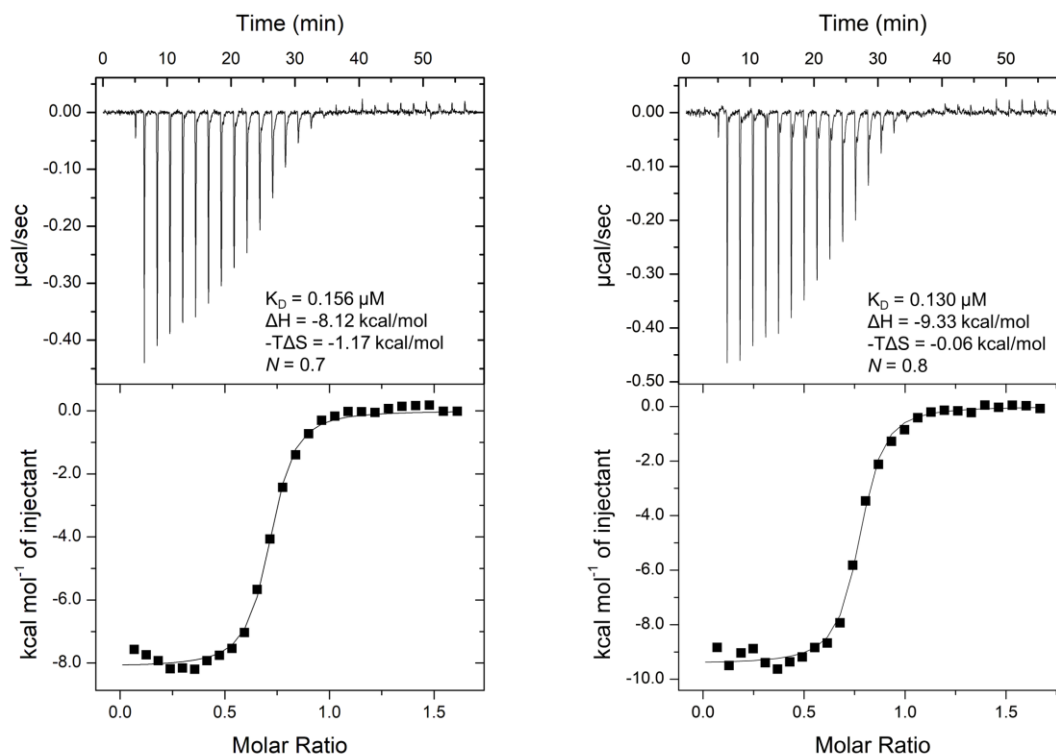 Time (min)
0 10 20 30 40 50
0.00
-0.10
-0.20
-0.30
-0.40
µcal/sec
K_D = 0.156 µM
ΔH = -8.12 kcal/mol
-TΔS = -1.17 kcal/mol
N = 0.7
0.0
-2.0
-4.0
-6.0
-8.0
kcal mol⁻¹ of injectant
0.0 0.5 1.0 1.5
Molar Ratio
Time (min)
0 10 20 30 40 50
0.00
-0.10
-0.20
-0.30
-0.40
-0.50
µcal/sec
K_D = 0.130 µM
ΔH = -9.33 kcal/mol
-TΔS = -0.06 kcal/mol
N = 0.8
0.0
-2.0
-4.0
-6.0
-8.0
-10.0
kcal mol⁻¹ of injectant
0.0 0.5 1.0 1.5
Molar Ratio